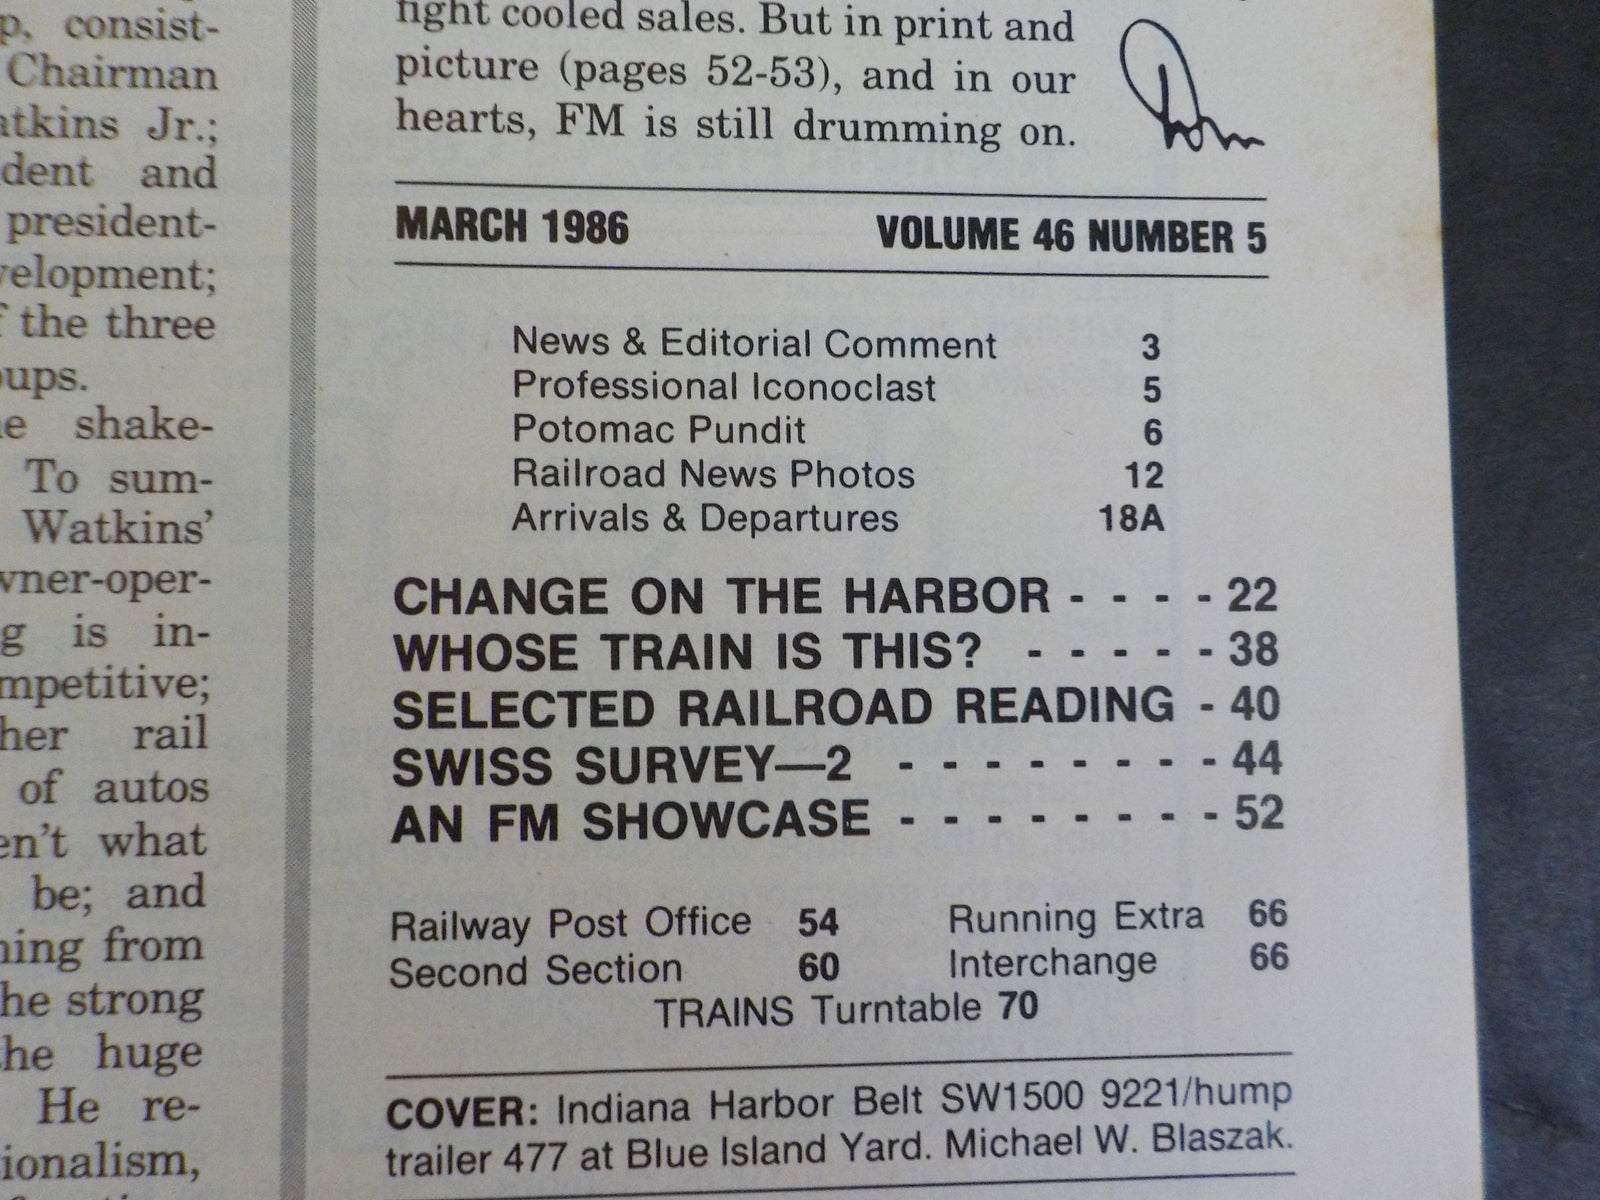 p, consist-
Chairman
atkins Jr.;
dent and
president-
velopment;
f the three
oups.
e shake-
To sum-
Watkins'
wner-oper-
g is in-
mpetitive;
her rail
of autos
en't what
be; and
ning from
he strong
he huge
He re-
ionalism,
fight cooled sales. But in print and
picture (pages 52-53), and in our
hearts, FM is still drumming on.
MARCH 1986 VOLUME 46 NUMBER 5
News & Editorial Comment 3
Professional Iconoclast 5
Potomac Pundit 6
Railroad News Photos 12
Arrivals & Departures 18A
CHANGE ON THE HARBOR - - - - 22
WHOSE TRAIN IS THIS? - - - - - 38
SELECTED RAILROAD READING - 40
SWISS SURVEY—2 - - - - - - - - 44
AN FM SHOWCASE - - - - - - - - 52
Railway Post Office 54 Running Extra 66
Second Section 60 Interchange 66
TRAINS Turntable 70
COVER: Indiana Harbor Belt SW1500 9221/hump
trailer 477 at Blue Island Yard. Michael W. Blaszak.